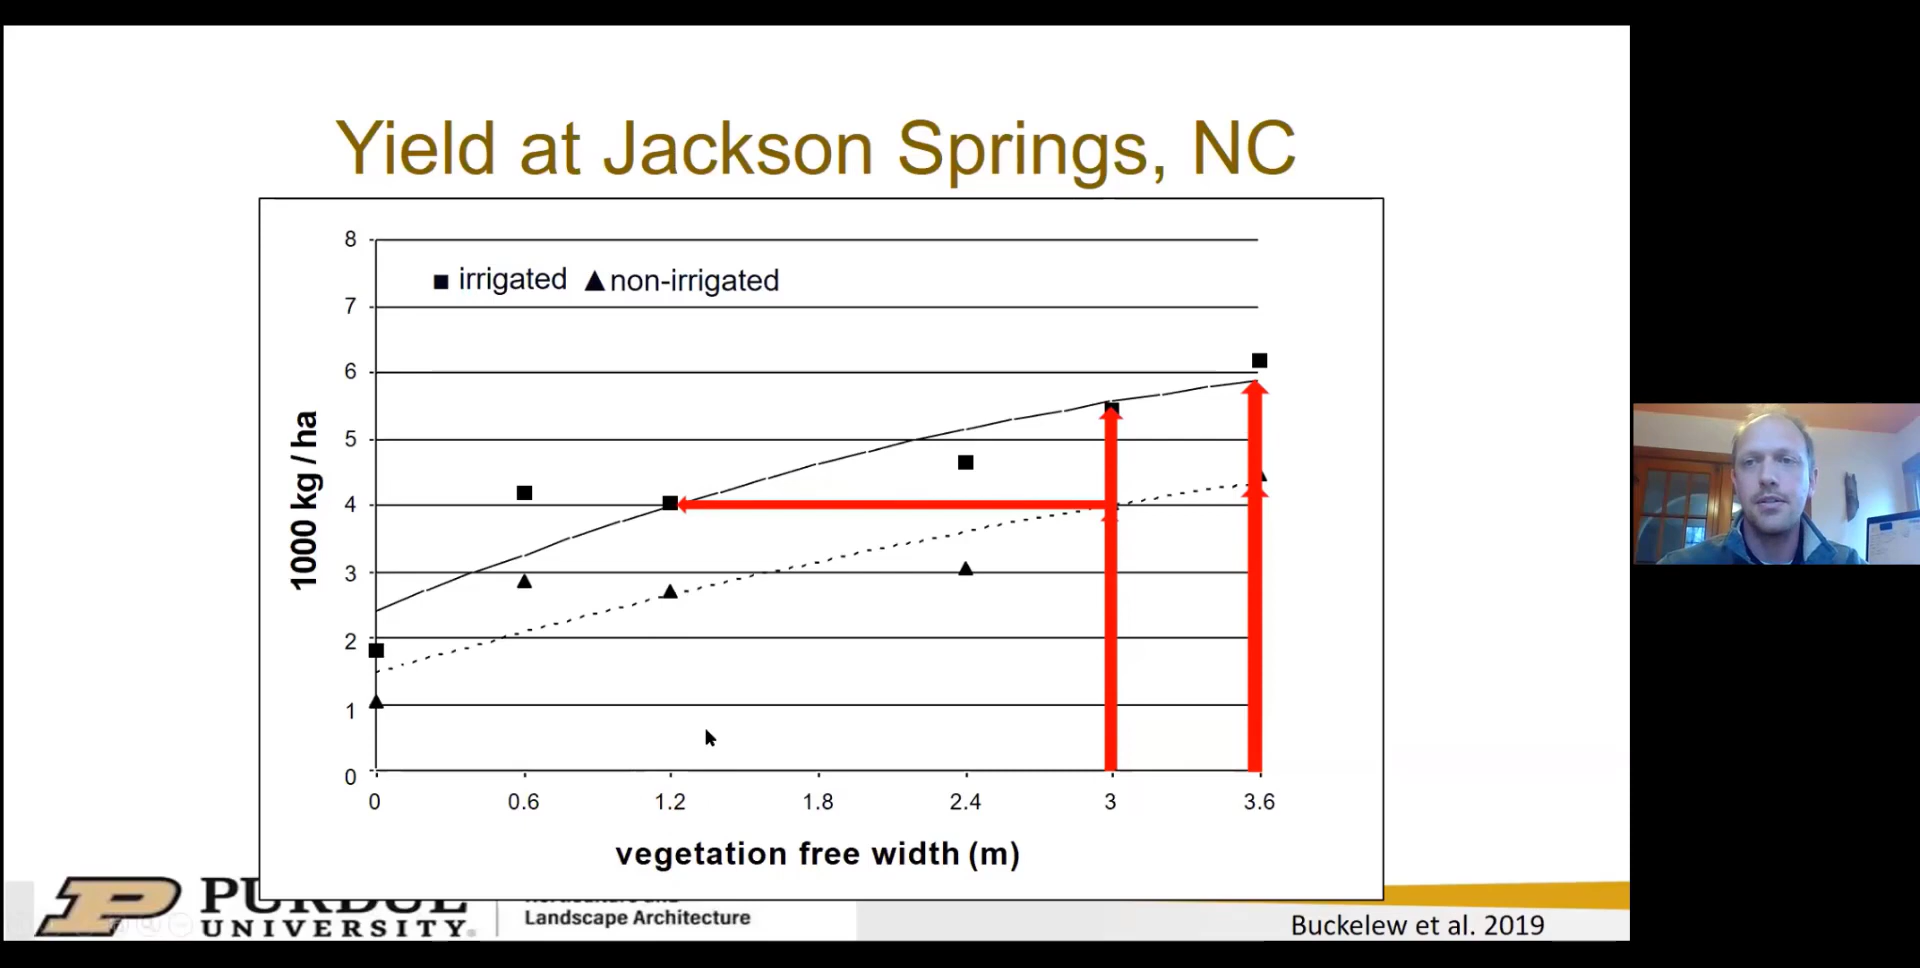 Yield at Jackson Springs, NC
8
irrigated non-irrigated
7
6
5
4
3
2
1
0
1000 kg / ha
0 0.6 1.2 1.8 2.4 3 3.6
vegetation free width (m)
PURDUE
UNIVERSITY
Landscape Architecture
Buckelew et al. 2019